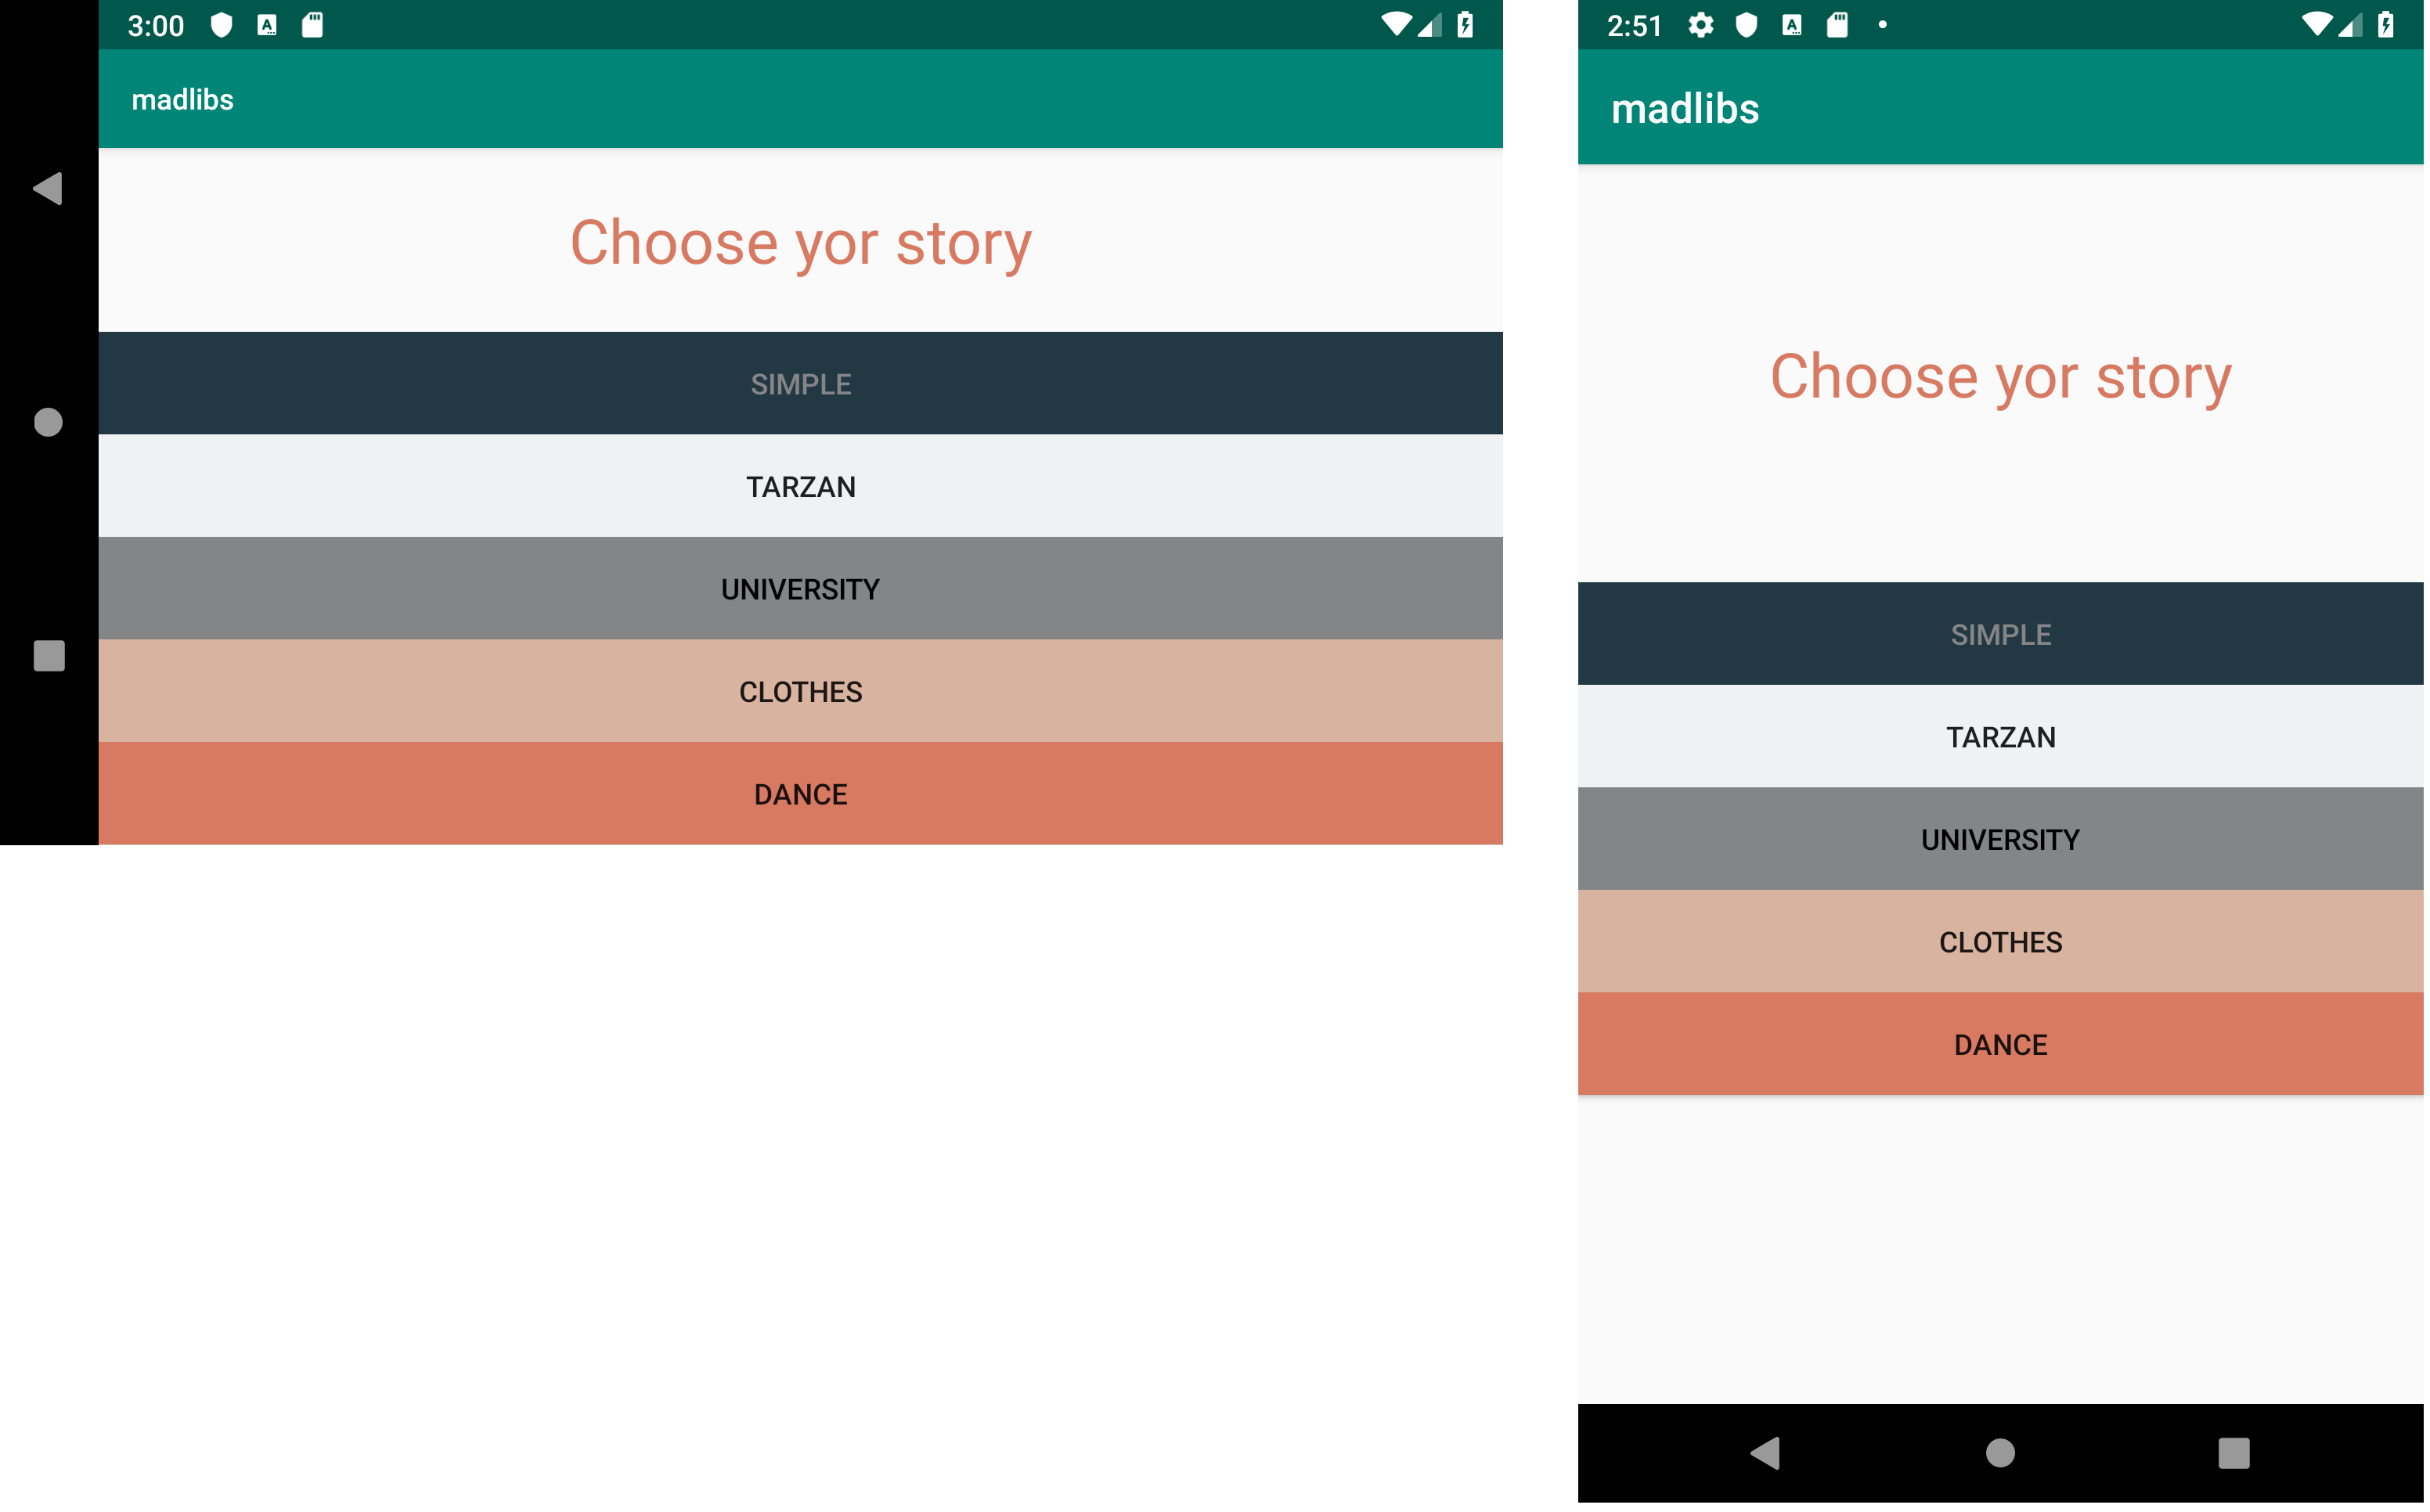 3:00
madlibs
Choose yor story
SIMPLE
TARZAN
UNIVERSITY
CLOTHES
DANCE
2:51
madlibs
Choose yor story
SIMPLE
TARZAN
UNIVERSITY
CLOTHES
DANCE